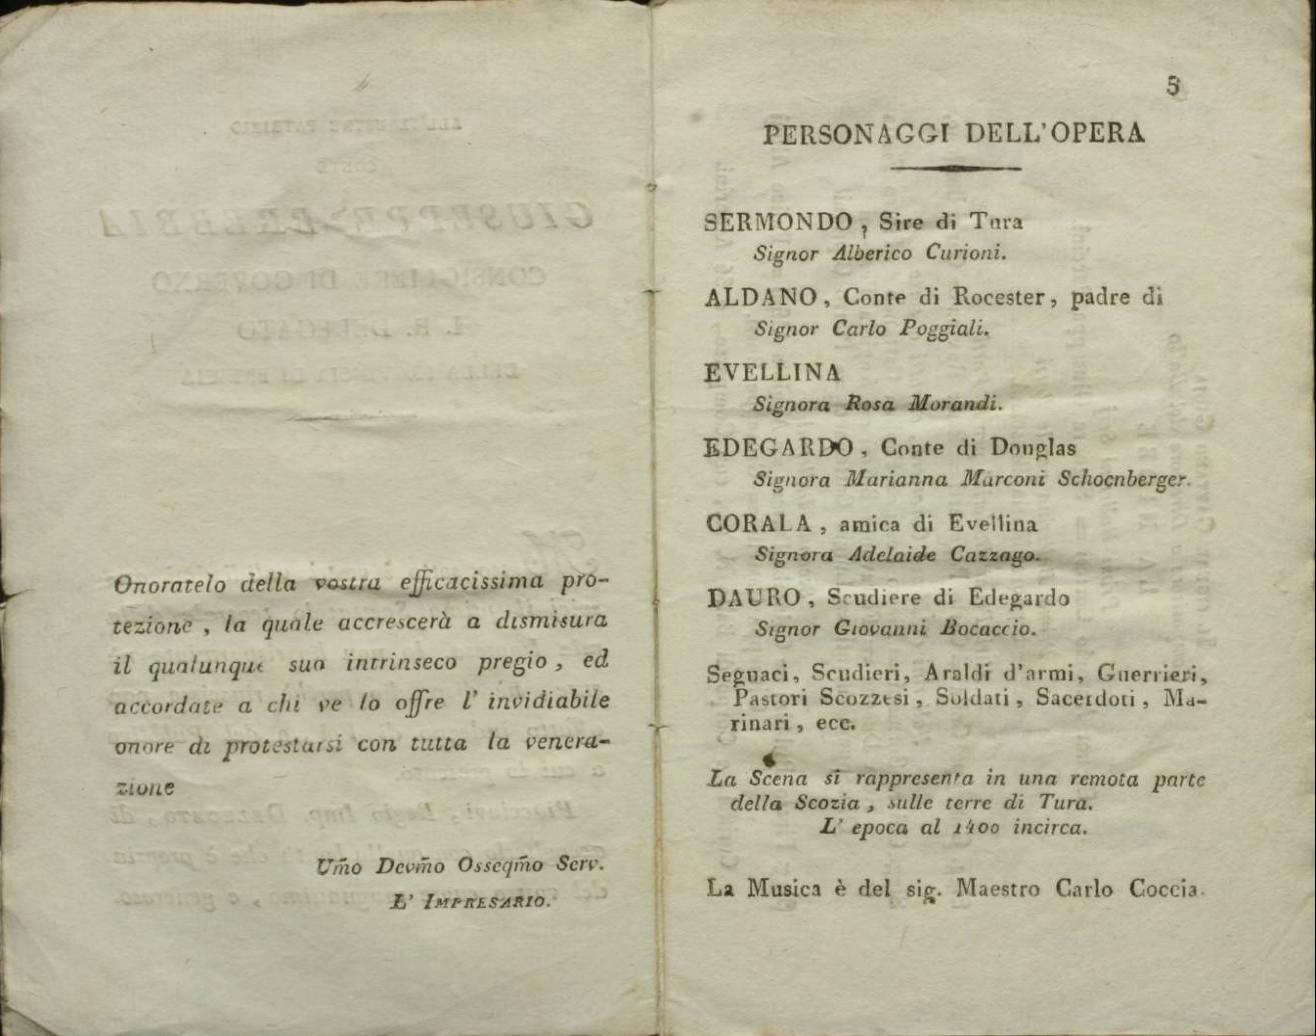 Onoratelo della vostra efficacissima pro-
tezione, la quale accrescerà a dismisura
il qualunque suo intrinseco pregio, ed
accordate a chi ve lo offre l' invidiabile
onore di protestarsi con tutta la venera-
zione
Um̃o Devm̃o Osseqm̃o Serv.
L' IMPRESARIO.
5
PERSONAGGI DELL'OPERA
SERMONDO, Sire di Tura
Signor Alberico Curioni.
ALDANO, Conte di Rocester, padre di
Signor Carlo Poggiali.
EVELLINA
Signora Rosa Morandi.
EDEGARDO, Conte di Douglas
Signora Marianna Marconi Schoenberger.
CORALA, amica di Evellina
Signora Adelaide Cazzago.
DAURO, Scudiere di Edegardo
Signor Giovanni Bocaccio.
Seguaci, Scudieri, Araldi d'armi, Guerrieri,
Pastori Scozzesi, Soldati, Sacerdoti, Ma-
rinari, ecc.
La Scena si rappresenta in una remota parte
della Scozia, sulle terre di Tura.
L' epoca al 1400 incirca.
La Musica è del sig. Maestro Carlo Coccia.